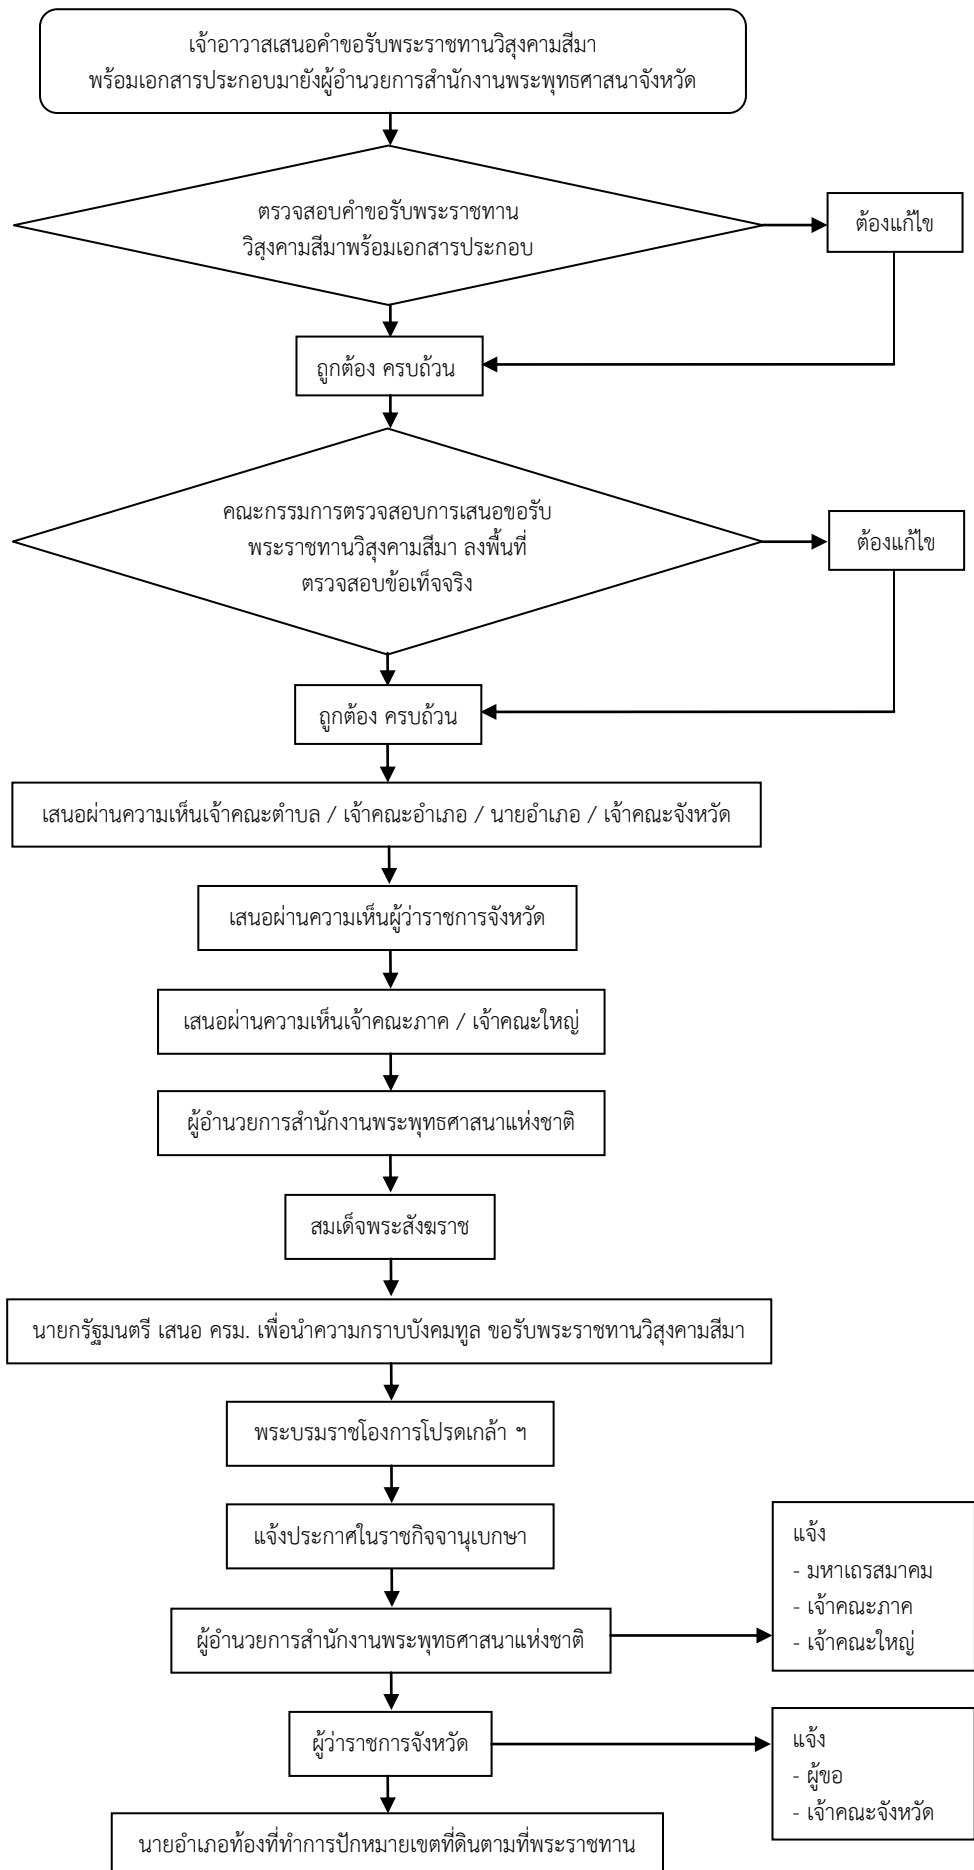 เจ้าอาวาสเสนอคำขอรับพระราชทานวิสุงคามสีมา
พร้อมเอกสารประกอบมายังผู้อำนวยการสำนักงานพระพุทธศาสนาจังหวัด
ตรวจสอบคำขอรับพระราชทาน
วิสุงคามสีมาพร้อมเอกสารประกอบ
ต้องแก้ไข
ถูกต้อง ครบถ้วน
คณะกรรมการตรวจสอบการเสนอขอรับ
พระราชทานวิสุงคามสีมา ลงพื้นที่
ตรวจสอบข้อเท็จจริง
ต้องแก้ไข
ถูกต้อง ครบถ้วน
เสนอผ่านความเห็นเจ้าคณะตำบล / เจ้าคณะอำเภอ / นายอำเภอ / เจ้าคณะจังหวัด
เสนอผ่านความเห็นผู้ว่าราชการจังหวัด
เสนอผ่านความเห็นเจ้าคณะภาค / เจ้าคณะใหญ่
ผู้อำนวยการสำนักงานพระพุทธศาสนาแห่งชาติ
สมเด็จพระสังฆราช
นายกรัฐมนตรี เสนอ ครม. เพื่อนำความกราบบังคมทูล ขอรับพระราชทานวิสุงคามสีมา
พระบรมราชโองการโปรดเกล้า ฯ
แจ้งประกาศในราชกิจจานุเบกษา
ผู้อำนวยการสำนักงานพระพุทธศาสนาแห่งชาติ
แจ้ง
- มหาเถรสมาคม
- เจ้าคณะภาค
- เจ้าคณะใหญ่
ผู้ว่าราชการจังหวัด
แจ้ง
- ผู้ขอ
- เจ้าคณะจังหวัด
นายอำเภอท้องที่ทำการปักหมายเขตที่ดินตามที่พระราชทาน